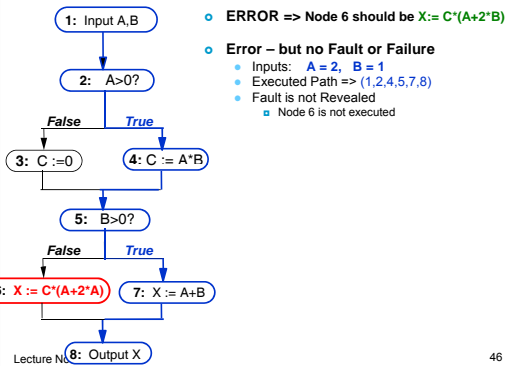 1: Input A,B
2: A>0?
False True
3: C :=0
4: C := A*B
5: B>0?
False True
: X := C*(A+2*A)
7: X := A+B
8: Output X
ERROR => Node 6 should be X:= C*(A+2*B)
Error – but no Fault or Failure
Inputs: A = 2, B = 1
Executed Path => (1,2,4,5,7,8)
Fault is not Revealed
Node 6 is not executed
Lecture No
46